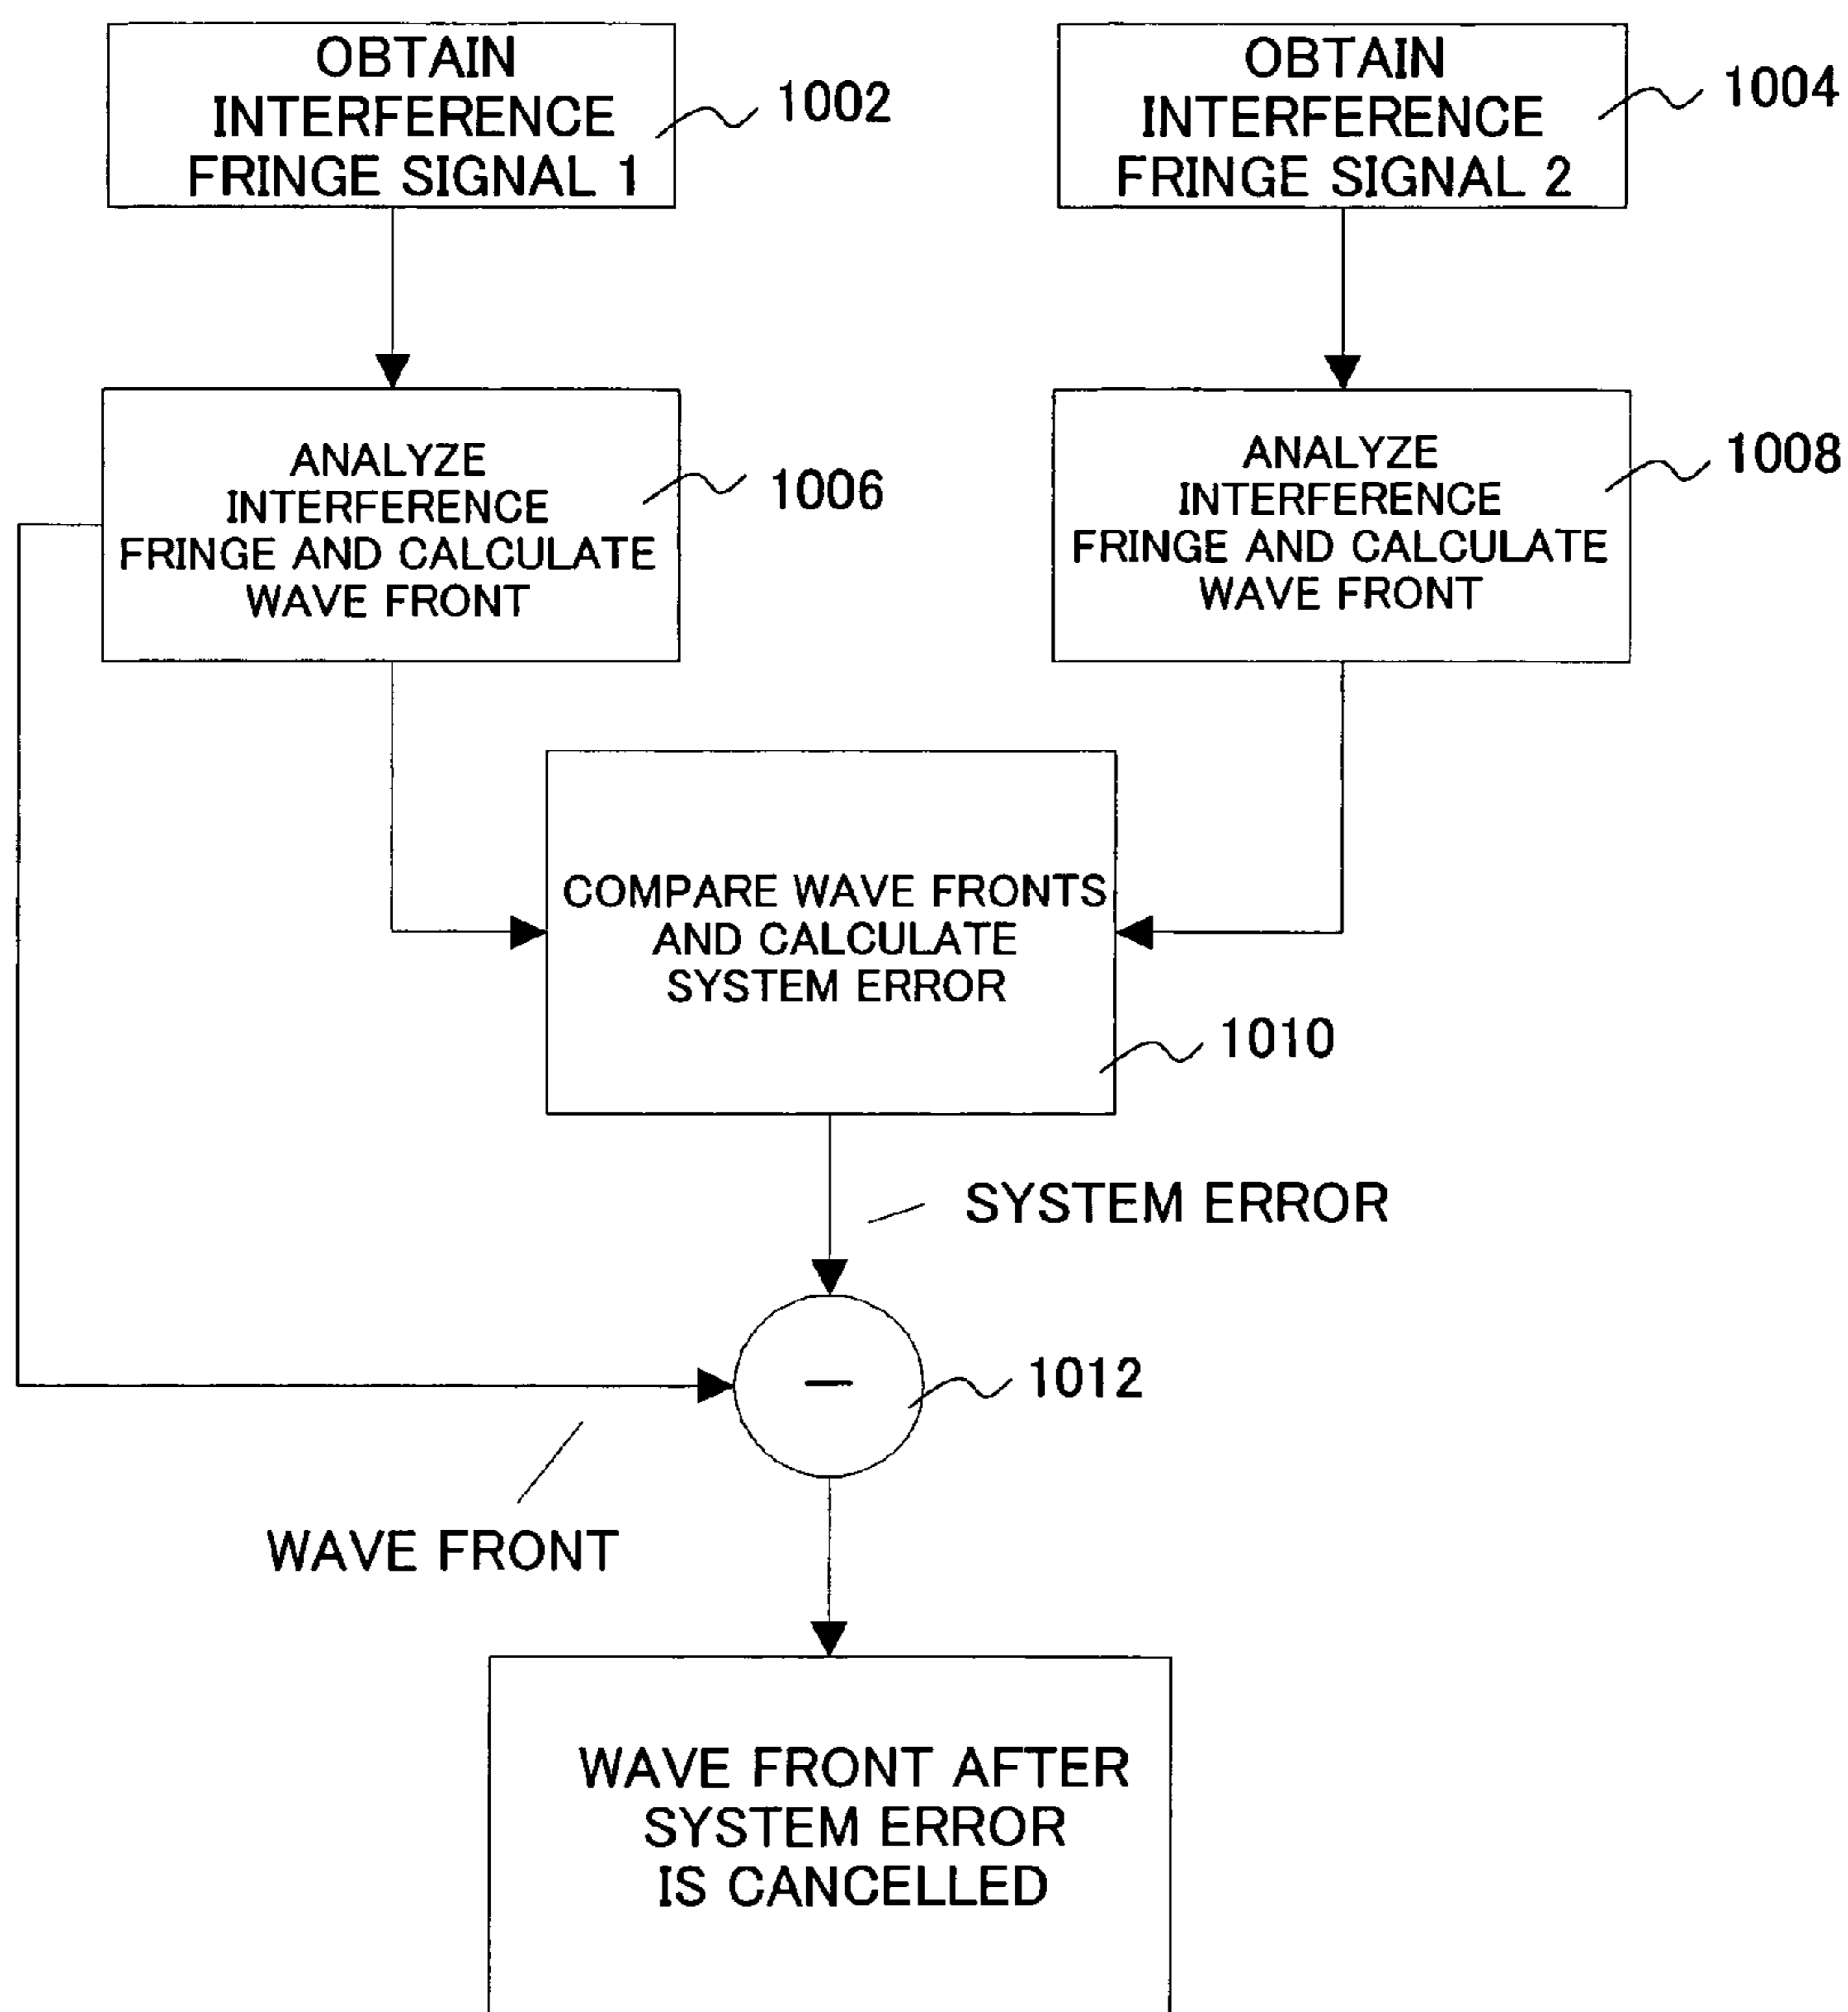 OBTAIN
INTERFERENCE
FRINGE SIGNAL 1
1002
OBTAIN
INTERFERENCE
FRINGE SIGNAL 2
1004
ANALYZE
INTERFERENCE
FRINGE AND CALCULATE
WAVE FRONT
1006
ANALYZE
INTERFERENCE
FRINGE AND CALCULATE
WAVE FRONT
1008
COMPARE WAVE FRONTS
AND CALCULATE
SYSTEM ERROR
1010
SYSTEM ERROR
−
1012
WAVE FRONT
WAVE FRONT AFTER
SYSTEM ERROR
IS CANCELLED